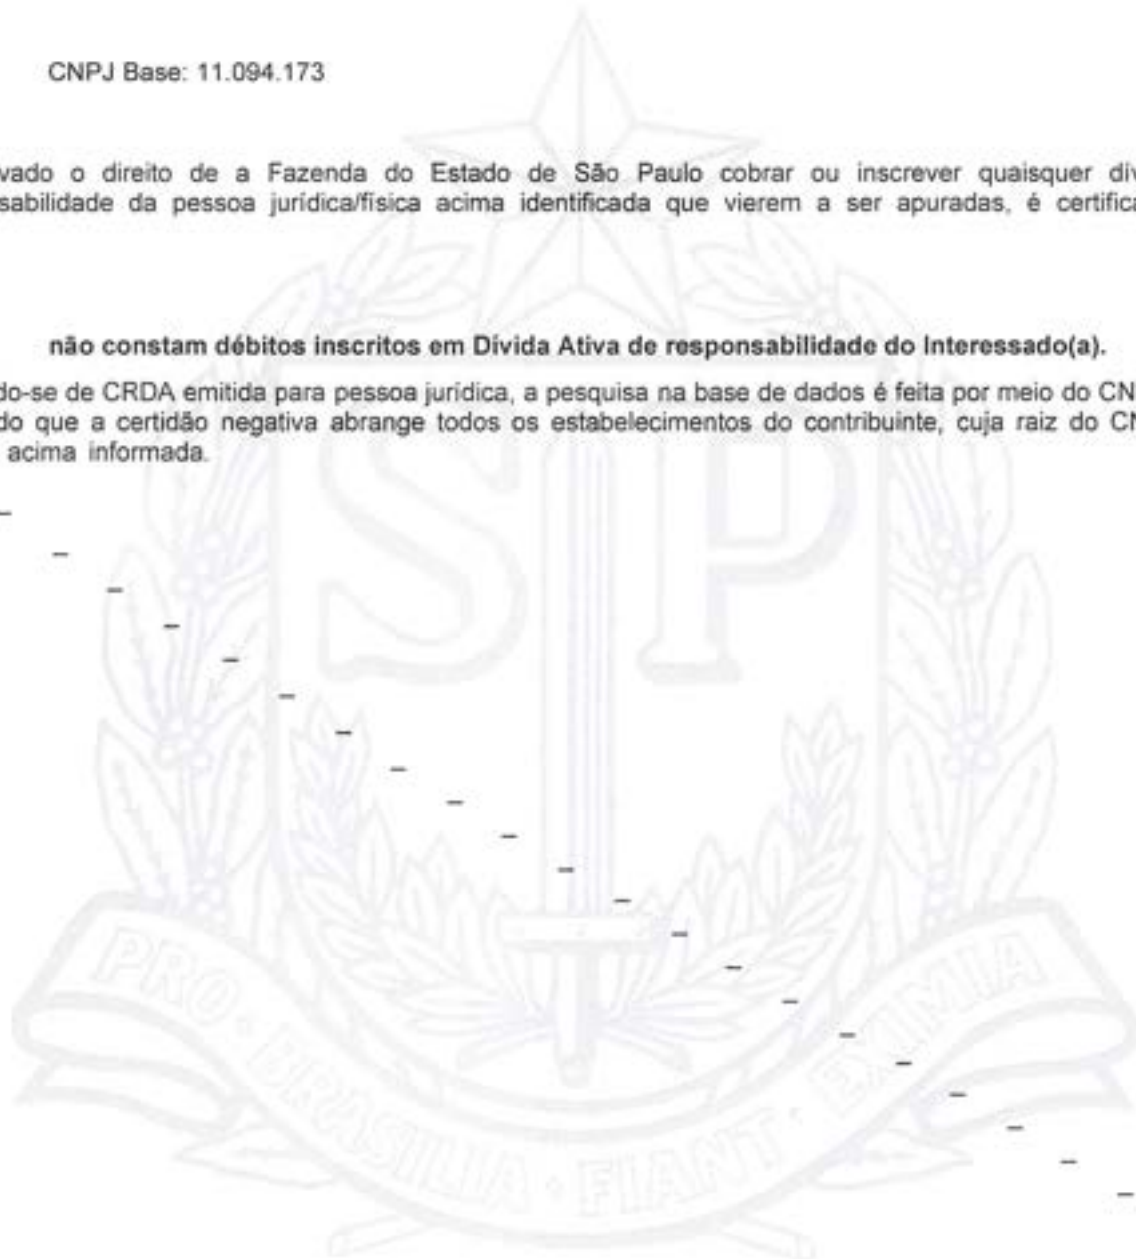 CNPJ Base: 11.094.173
vado o direito de a Fazenda do Estado de São Paulo cobrar ou inscrever quaisquer dív
sabilidade da pessoa jurídica/física acima identificada que vierem a ser apuradas, é certifica
não constam débitos inscritos em Dívida Ativa de responsabilidade do Interessado(a).
do-se de CRDA emitida para pessoa jurídica, a pesquisa na base de dados é feita por meio do CN
do que a certidão negativa abrange todos os estabelecimentos do contribuinte, cuja raiz do CN
acima informada.
SP
PRO · BRASILIA · FIANT · EXIMIA